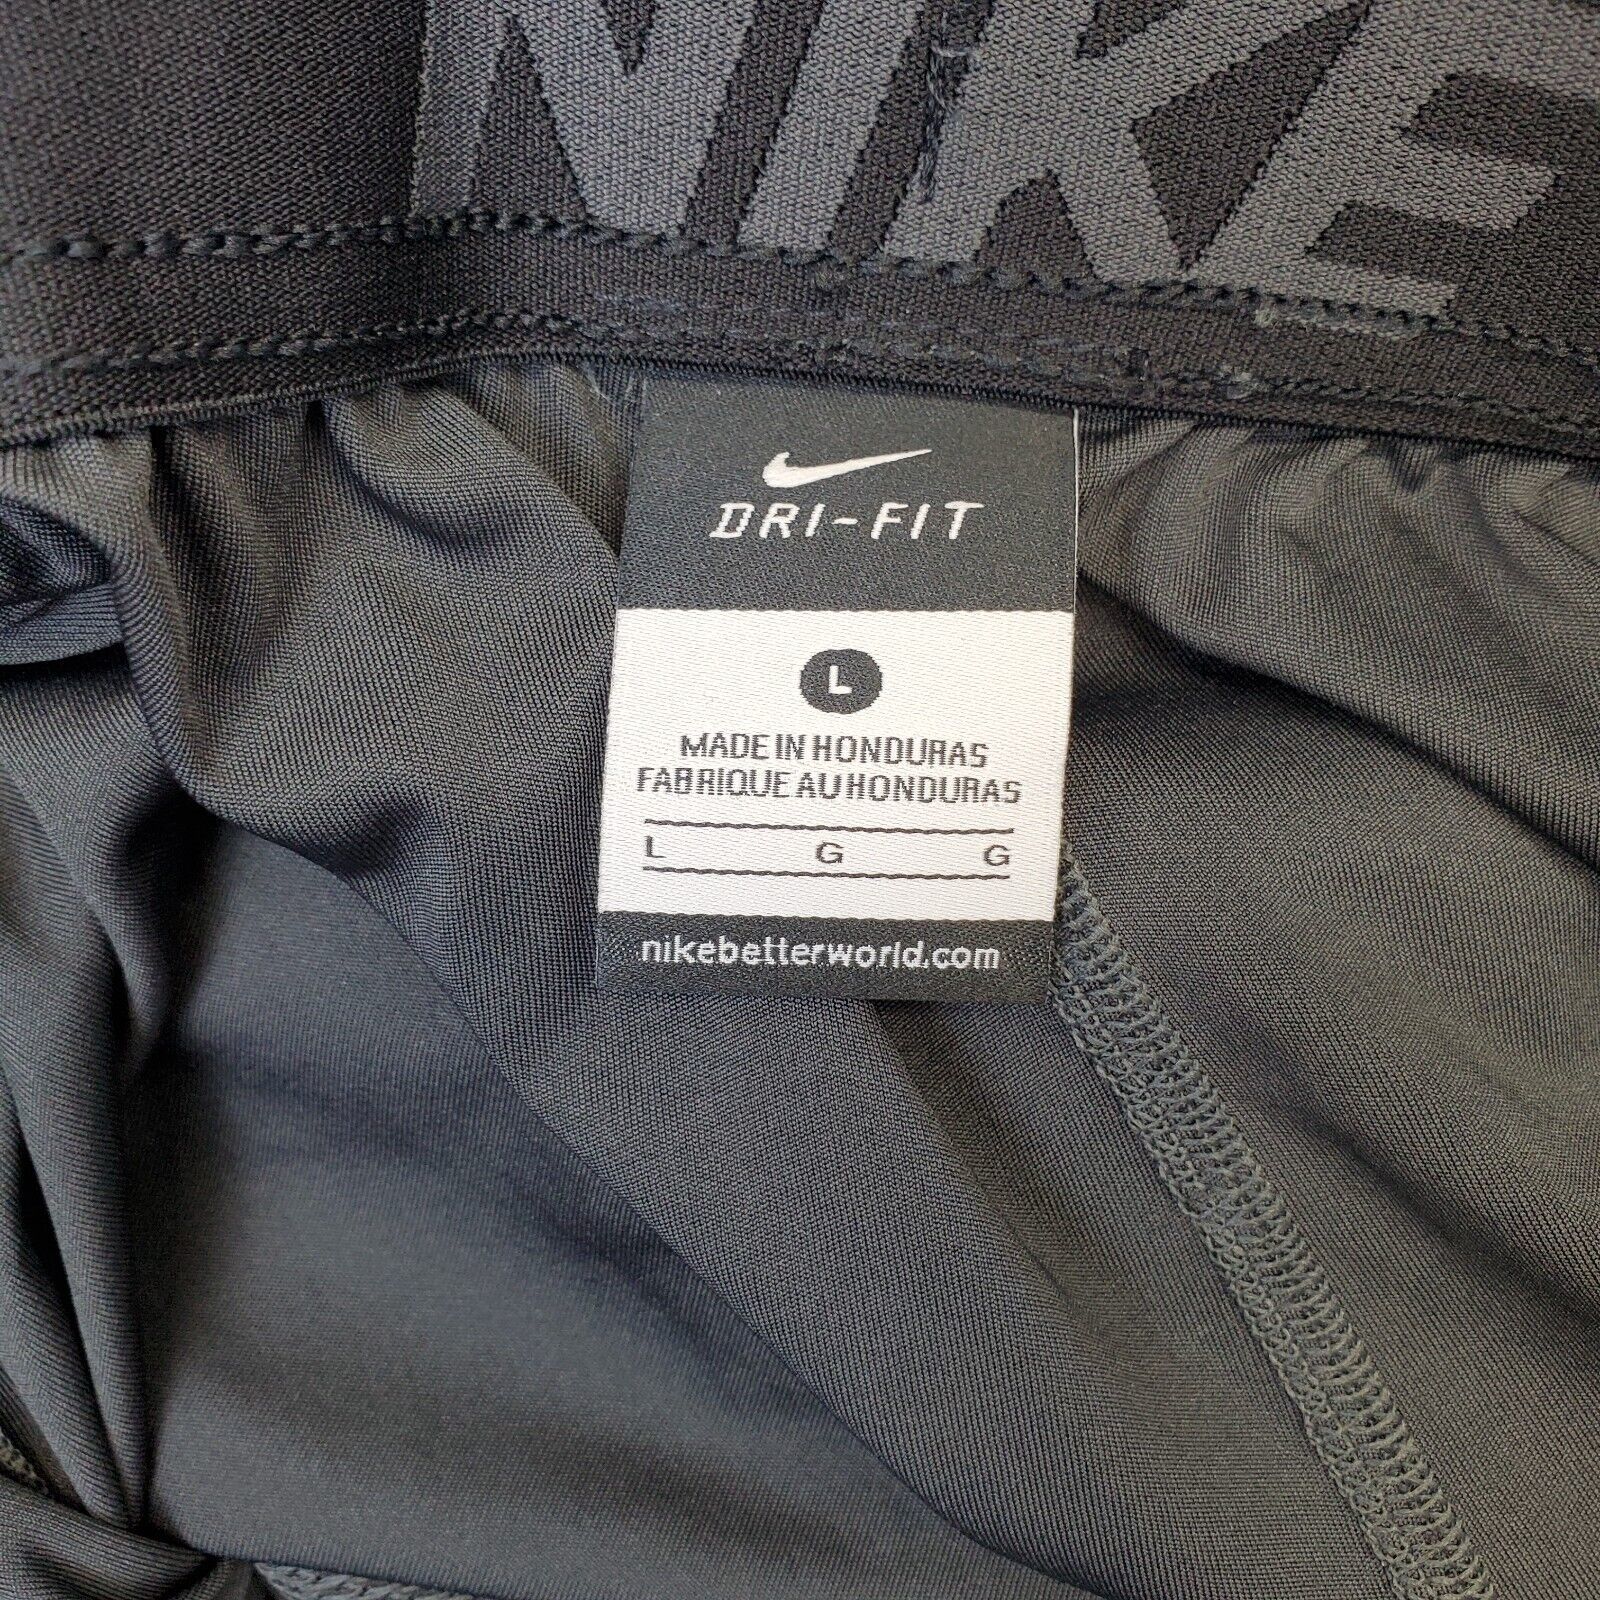 NIKE
DRI-FIT
L
MADE IN HONDURAS
FABRIQUE AU HONDURAS
L G G
nikebetterworld.com